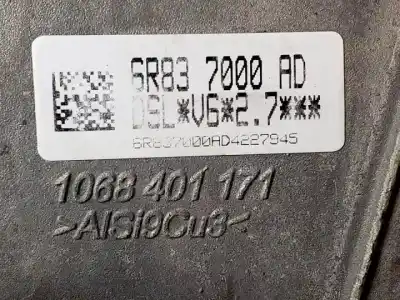 6R83 7000 AD
DSL*V6*2.7***
6R837000AD4227945
1068 401 171
>AlSi9Cu3<